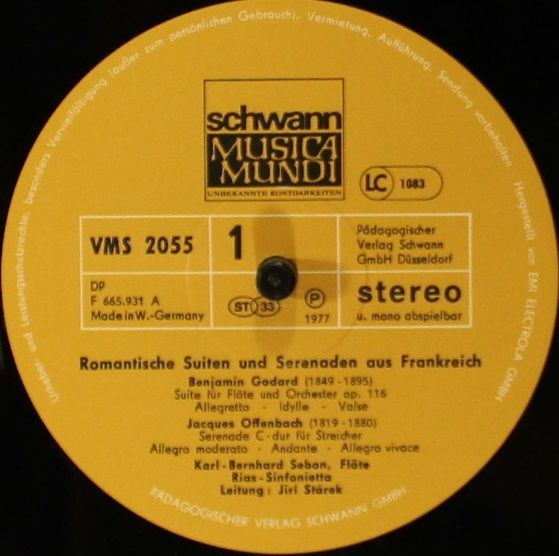 Urheber und Leistungsschutzrechte, besonders Vervielfältigung (außer zum persönlichen Gebrauch), Vermietung, Aufführung, Sendung vorbehalten Hergestellt von EMI ELECTROLA GMBH
schwann
MUSICA
MUNDI
UNBEKANNTE KOSTBARKEITEN
LC 1083
VMS 2055
1
Pädagogischer
Verlag Schwann
GmbH Düsseldorf
DP
F 665.931 A
Made in W.-Germany
ST 33
P
1977
stereo
u. mono abspielbar
Romantische Suiten und Serenaden aus Frankreich
Benjamin Godard (1849 - 1895)
Suite für Flöte und Orchester op. 116
Allegretto - Idylle - Valse
Jacques Offenbach (1819 - 1880)
Serenade C-dur für Streicher
Allegro moderato - Andante - Allegro vivace
Karl-Bernhard Sebon, Flöte
Rias-Sinfonietta
Leitung: Jirí Stárek
PÄDAGOGISCHER VERLAG SCHWANN GMBH